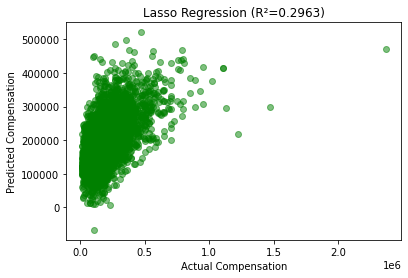 Lasso Regression (R²=0.2963)
Predicted Compensation
500000
400000
300000
200000
100000
0
0.0 0.5 1.0 1.5 2.0
1e6
Actual Compensation